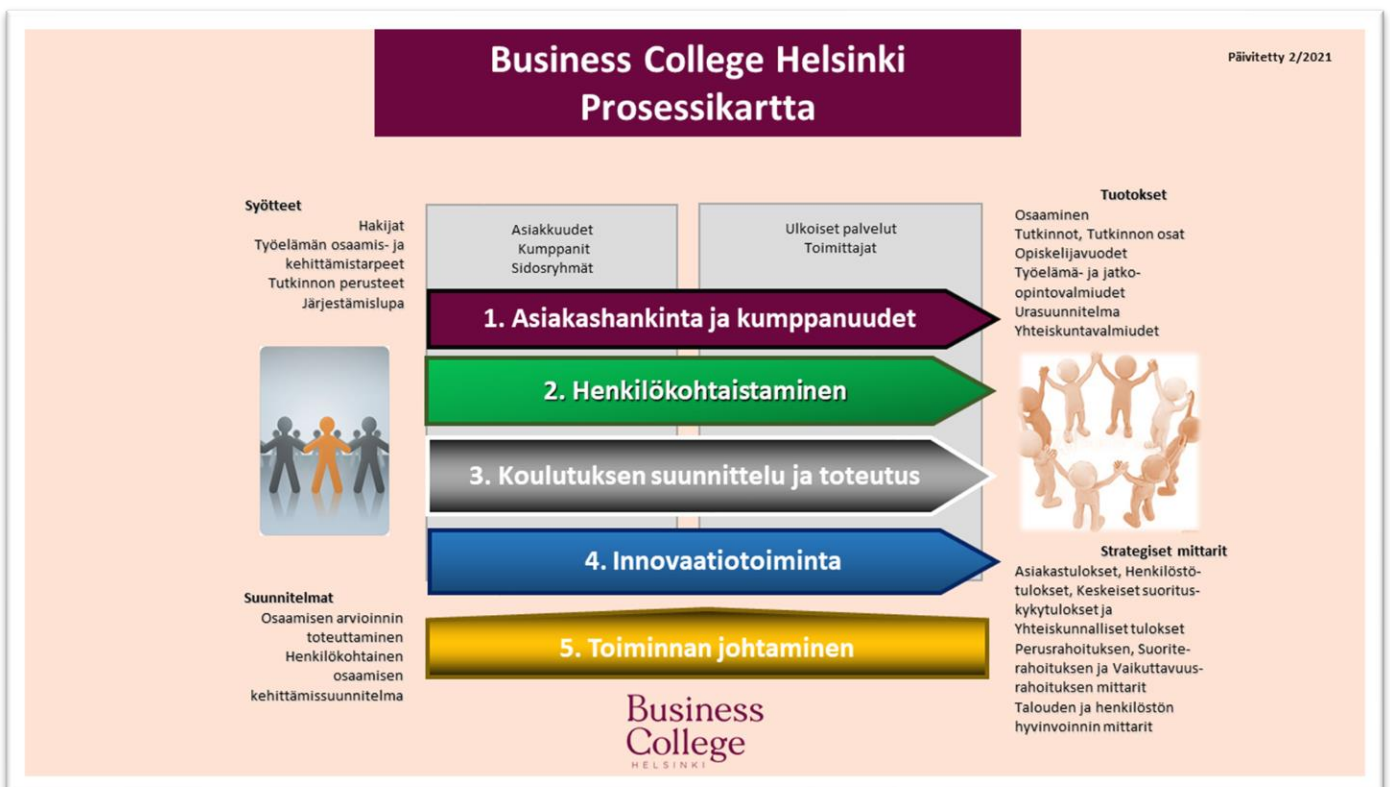 Business College Helsinki
Prosessikartta
Päivitetty 2/2021
Syötteet
Hakijat
Työelämän osaamis- ja
kehittämistarpeet
Tutkinnon perusteet
Järjestämislupa
Asiakkuudet
Kumppanit
Sidosryhmät
Ulkoiset palvelut
Toimittajat
Tuotokset
Osaaminen
Tutkinnot, Tutkinnon osat
Opiskelijavuodet
Työelämä- ja jatko-
opintovalmiudet
Urasuunnitelma
Yhteiskuntavalmiudet
1. Asiakashankinta ja kumppanuudet
2. Henkilökohtaistaminen
3. Koulutuksen suunnittelu ja toteutus
4. Innovaatiotoiminta
5. Toiminnan johtaminen
Suunnitelmat
Osaamisen arvioinnin
toteuttaminen
Henkilökohtainen
osaamisen
kehittämissuunnitelma
Strategiset mittarit
Asiakastulokset, Henkilöstö-
tulokset, Keskeiset suoritus-
kykytulokset ja
Yhteiskunnalliset tulokset
Perusrahoituksen, Suorite-
rahoituksen ja Vaikuttavuus-
rahoituksen mittarit
Talouden ja henkilöstön
hyvinvoinnin mittarit
Business
College
HELSINKI